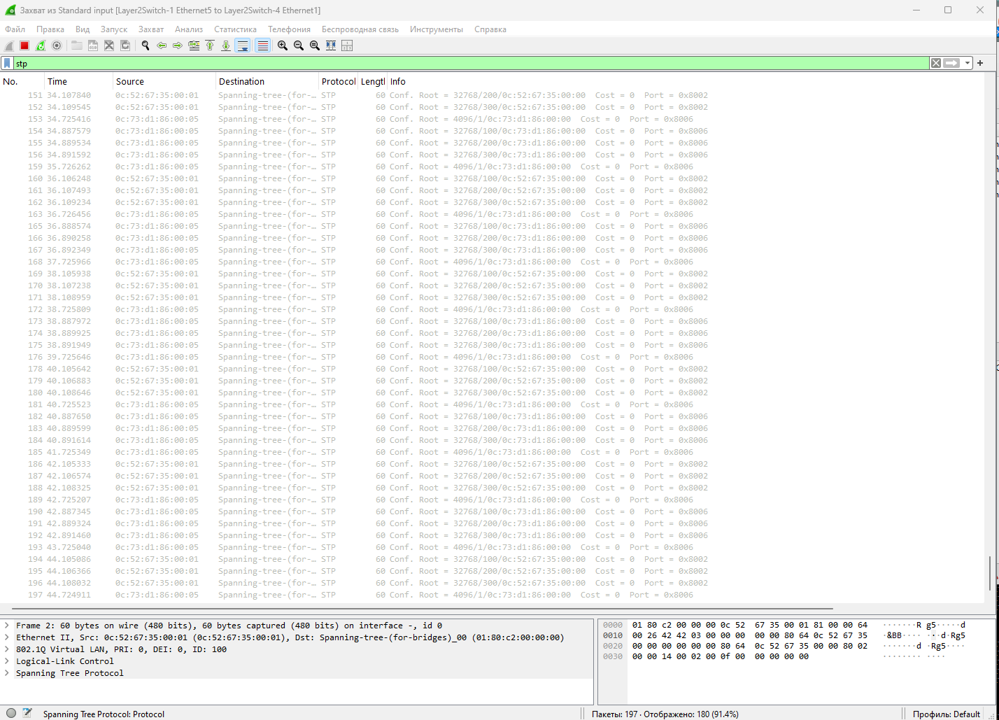 Захват из Standard input [Layer2Switch-1 Ethernet5 to Layer2Switch-4 Ethernet1]
Файл Правка Вид Запуск Захват Анализ Статистика Телефония Беспроводная связь Инструменты Справка
stp
No. Time Source Destination Protocol Lengtl Info
151 34.107840 0c:52:67:35:00:01 Spanning-tree-(for-… STP 60 Conf. Root = 32768/200/0c:52:67:35:00:00 Cost = 0 Port = 0x8002
152 34.109545 0c:52:67:35:00:01 Spanning-tree-(for-… STP 60 Conf. Root = 32768/300/0c:52:67:35:00:00 Cost = 0 Port = 0x8002
153 34.725416 0c:73:d1:86:00:05 Spanning-tree-(for-… STP 60 Conf. Root = 4096/1/0c:73:d1:86:00:00 Cost = 0 Port = 0x8006
154 34.887579 0c:73:d1:86:00:05 Spanning-tree-(for-… STP 60 Conf. Root = 32768/100/0c:73:d1:86:00:00 Cost = 0 Port = 0x8006
155 34.889534 0c:73:d1:86:00:05 Spanning-tree-(for-… STP 60 Conf. Root = 32768/200/0c:73:d1:86:00:00 Cost = 0 Port = 0x8006
156 34.891592 0c:73:d1:86:00:05 Spanning-tree-(for-… STP 60 Conf. Root = 32768/300/0c:73:d1:86:00:00 Cost = 0 Port = 0x8006
159 35.726262 0c:73:d1:86:00:05 Spanning-tree-(for-… STP 60 Conf. Root = 4096/1/0c:73:d1:86:00:00 Cost = 0 Port = 0x8006
160 36.106248 0c:52:67:35:00:01 Spanning-tree-(for-… STP 60 Conf. Root = 32768/100/0c:52:67:35:00:00 Cost = 0 Port = 0x8002
161 36.107493 0c:52:67:35:00:01 Spanning-tree-(for-… STP 60 Conf. Root = 32768/200/0c:52:67:35:00:00 Cost = 0 Port = 0x8002
162 36.109234 0c:52:67:35:00:01 Spanning-tree-(for-… STP 60 Conf. Root = 32768/300/0c:52:67:35:00:00 Cost = 0 Port = 0x8002
163 36.726456 0c:73:d1:86:00:05 Spanning-tree-(for-… STP 60 Conf. Root = 4096/1/0c:73:d1:86:00:00 Cost = 0 Port = 0x8006
165 36.888574 0c:73:d1:86:00:05 Spanning-tree-(for-… STP 60 Conf. Root = 32768/100/0c:73:d1:86:00:00 Cost = 0 Port = 0x8006
166 36.890258 0c:73:d1:86:00:05 Spanning-tree-(for-… STP 60 Conf. Root = 32768/200/0c:73:d1:86:00:00 Cost = 0 Port = 0x8006
167 36.892349 0c:73:d1:86:00:05 Spanning-tree-(for-… STP 60 Conf. Root = 32768/300/0c:73:d1:86:00:00 Cost = 0 Port = 0x8006
168 37.725966 0c:73:d1:86:00:05 Spanning-tree-(for-… STP 60 Conf. Root = 4096/1/0c:73:d1:86:00:00 Cost = 0 Port = 0x8006
169 38.105938 0c:52:67:35:00:01 Spanning-tree-(for-… STP 60 Conf. Root = 32768/100/0c:52:67:35:00:00 Cost = 0 Port = 0x8002
170 38.107238 0c:52:67:35:00:01 Spanning-tree-(for-… STP 60 Conf. Root = 32768/200/0c:52:67:35:00:00 Cost = 0 Port = 0x8002
171 38.108959 0c:52:67:35:00:01 Spanning-tree-(for-… STP 60 Conf. Root = 32768/300/0c:52:67:35:00:00 Cost = 0 Port = 0x8002
172 38.725809 0c:73:d1:86:00:05 Spanning-tree-(for-… STP 60 Conf. Root = 4096/1/0c:73:d1:86:00:00 Cost = 0 Port = 0x8006
173 38.887972 0c:73:d1:86:00:05 Spanning-tree-(for-… STP 60 Conf. Root = 32768/100/0c:73:d1:86:00:00 Cost = 0 Port = 0x8006
174 38.889925 0c:73:d1:86:00:05 Spanning-tree-(for-… STP 60 Conf. Root = 32768/200/0c:73:d1:86:00:00 Cost = 0 Port = 0x8006
175 38.891949 0c:73:d1:86:00:05 Spanning-tree-(for-… STP 60 Conf. Root = 32768/300/0c:73:d1:86:00:00 Cost = 0 Port = 0x8006
176 39.725646 0c:73:d1:86:00:05 Spanning-tree-(for-… STP 60 Conf. Root = 4096/1/0c:73:d1:86:00:00 Cost = 0 Port = 0x8006
178 40.105642 0c:52:67:35:00:01 Spanning-tree-(for-… STP 60 Conf. Root = 32768/100/0c:52:67:35:00:00 Cost = 0 Port = 0x8002
179 40.106883 0c:52:67:35:00:01 Spanning-tree-(for-… STP 60 Conf. Root = 32768/200/0c:52:67:35:00:00 Cost = 0 Port = 0x8002
180 40.108646 0c:52:67:35:00:01 Spanning-tree-(for-… STP 60 Conf. Root = 32768/300/0c:52:67:35:00:00 Cost = 0 Port = 0x8002
181 40.725523 0c:73:d1:86:00:05 Spanning-tree-(for-… STP 60 Conf. Root = 4096/1/0c:73:d1:86:00:00 Cost = 0 Port = 0x8006
182 40.887650 0c:73:d1:86:00:05 Spanning-tree-(for-… STP 60 Conf. Root = 32768/100/0c:73:d1:86:00:00 Cost = 0 Port = 0x8006
183 40.889599 0c:73:d1:86:00:05 Spanning-tree-(for-… STP 60 Conf. Root = 32768/200/0c:73:d1:86:00:00 Cost = 0 Port = 0x8006
184 40.891614 0c:73:d1:86:00:05 Spanning-tree-(for-… STP 60 Conf. Root = 32768/300/0c:73:d1:86:00:00 Cost = 0 Port = 0x8006
185 41.725349 0c:73:d1:86:00:05 Spanning-tree-(for-… STP 60 Conf. Root = 4096/1/0c:73:d1:86:00:00 Cost = 0 Port = 0x8006
186 42.105333 0c:52:67:35:00:01 Spanning-tree-(for-… STP 60 Conf. Root = 32768/100/0c:52:67:35:00:00 Cost = 0 Port = 0x8002
187 42.106574 0c:52:67:35:00:01 Spanning-tree-(for-… STP 60 Conf. Root = 32768/200/0c:52:67:35:00:00 Cost = 0 Port = 0x8002
188 42.108325 0c:52:67:35:00:01 Spanning-tree-(for-… STP 60 Conf. Root = 32768/300/0c:52:67:35:00:00 Cost = 0 Port = 0x8002
189 42.725207 0c:73:d1:86:00:05 Spanning-tree-(for-… STP 60 Conf. Root = 4096/1/0c:73:d1:86:00:00 Cost = 0 Port = 0x8006
190 42.887345 0c:73:d1:86:00:05 Spanning-tree-(for-… STP 60 Conf. Root = 32768/100/0c:73:d1:86:00:00 Cost = 0 Port = 0x8006
191 42.889324 0c:73:d1:86:00:05 Spanning-tree-(for-… STP 60 Conf. Root = 32768/200/0c:73:d1:86:00:00 Cost = 0 Port = 0x8006
192 42.891460 0c:73:d1:86:00:05 Spanning-tree-(for-… STP 60 Conf. Root = 32768/300/0c:73:d1:86:00:00 Cost = 0 Port = 0x8006
193 43.725040 0c:73:d1:86:00:05 Spanning-tree-(for-… STP 60 Conf. Root = 4096/1/0c:73:d1:86:00:00 Cost = 0 Port = 0x8006
194 44.105086 0c:52:67:35:00:01 Spanning-tree-(for-… STP 60 Conf. Root = 32768/100/0c:52:67:35:00:00 Cost = 0 Port = 0x8002
195 44.106366 0c:52:67:35:00:01 Spanning-tree-(for-… STP 60 Conf. Root = 32768/200/0c:52:67:35:00:00 Cost = 0 Port = 0x8002
196 44.108032 0c:52:67:35:00:01 Spanning-tree-(for-… STP 60 Conf. Root = 32768/300/0c:52:67:35:00:00 Cost = 0 Port = 0x8002
197 44.724911 0c:73:d1:86:00:05 Spanning-tree-(for-… STP 60 Conf. Root = 4096/1/0c:73:d1:86:00:00 Cost = 0 Port = 0x8006
Frame 2: 60 bytes on wire (480 bits), 60 bytes captured (480 bits) on interface -, id 0
Ethernet II, Src: 0c:52:67:35:00:01 (0c:52:67:35:00:01), Dst: Spanning-tree-(for-bridges)_00 (01:80:c2:00:00:00)
802.1Q Virtual LAN, PRI: 0, DEI: 0, ID: 100
Logical-Link Control
Spanning Tree Protocol
0000 01 80 c2 00 00 00 0c 52 67 35 00 01 81 00 00 64 ·······R g5·····d
0010 00 26 42 42 03 00 00 00 00 00 80 64 0c 52 67 35 ·&BB···· ···d·Rg5
0020 00 00 00 00 00 00 80 64 0c 52 67 35 00 00 80 02 ·······d ·Rg5····
0030 00 00 14 00 02 00 0f 00 00 00 00 00 ········ ····
Spanning Tree Protocol: Protocol
Пакеты: 197 · Отображено: 180 (91.4%)
Профиль: Default